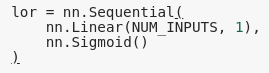 lor = nn.Sequential(
    nn.Linear(NUM_INPUTS, 1),
    nn.Sigmoid()
)